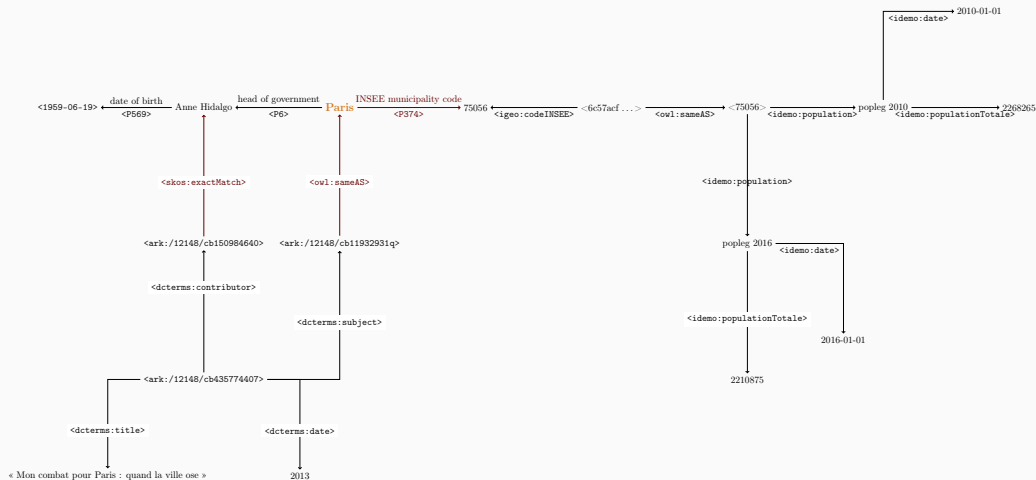 2010-01-01
<idemo:date>
<1959-06-19>
date of birth
<P569>
Anne Hidalgo
head of government
<P6>
Paris
INSEE municipality code
<P374>
75056
<igeo:codeINSEE>
<6c57acf ...>
<owl:sameAS>
<75056>
<idemo:population>
popleg 2010
<idemo:populationTotale>
2268265
<skos:exactMatch>
<owl:sameAS>
<idemo:population>
<ark:/12148/cb150984640>
<ark:/12148/cb11932931q>
popleg 2016
<idemo:date>
<dcterms:contributor>
<dcterms:subject>
<idemo:populationTotale>
2016-01-01
<ark:/12148/cb435774407>
2210875
<dcterms:title>
<dcterms:date>
« Mon combat pour Paris : quand la ville ose »
2013